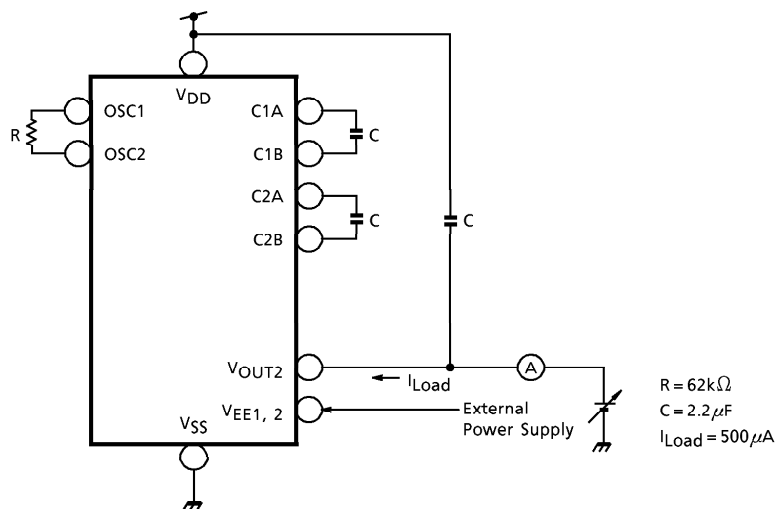 VDD
OSC1
C1A
R
C
OSC2
C1B
C2A
C
C
C2B
VOUT2
A
ILoad
R = 62kΩ
VEE1, 2
External
Power Supply
C = 2.2μF
VSS
ILoad = 500μA